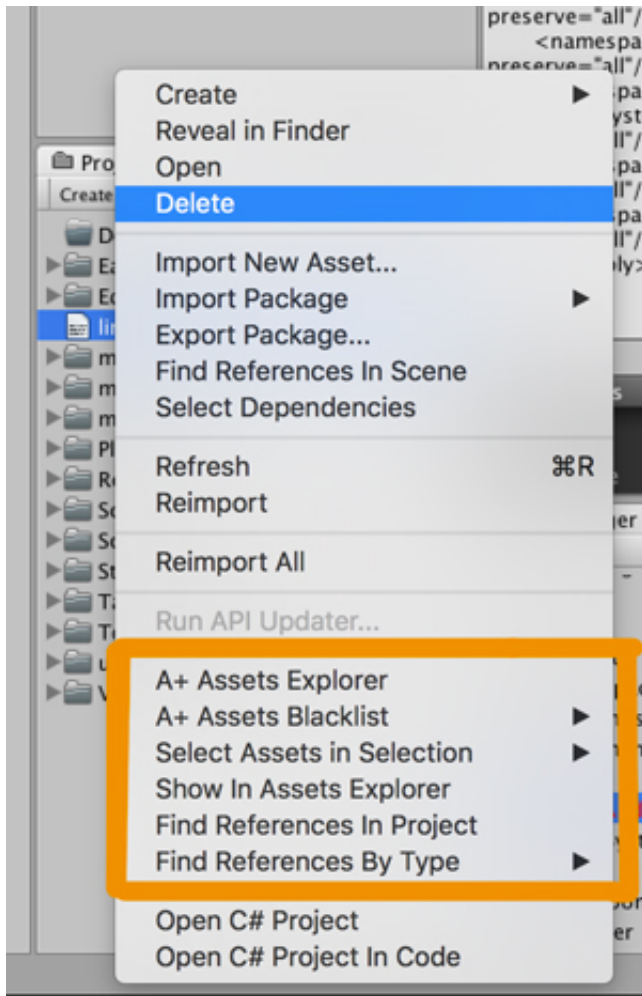 preserve="all"/
preserve="all"/
Create
Reveal in Finder
Open
Delete
Import New Asset...
Import Package
Export Package...
Find References In Scene
Select Dependencies
Refresh ⌘R
Reimport
Reimport All
Run API Updater...
A+ Assets Explorer
A+ Assets Blacklist
Select Assets in Selection
Show In Assets Explorer
Find References In Project
Find References By Type
Open C# Project
Open C# Project In Code
Create